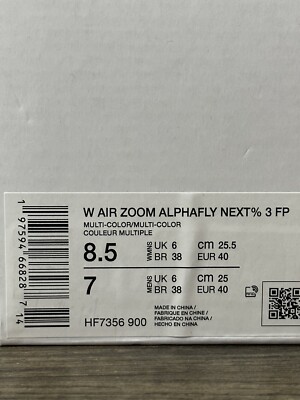 W AIR ZOOM ALPHAFLY NEXT% 3 FP
MULTI-COLOR/MULTI-COLOR
COULEUR MULTIPLE
8.5 WMNS UK 6 cm 25.5
BR 38 EUR 40
7 MENS UK 6 cm 25
BR 38 EUR 40
MADE IN CHINA/
FABRIQUE EN CHINE /
FABRICADO NA CHINA/
HECHO EN CHINA
HF7356 900
1 97594 66828 7 14